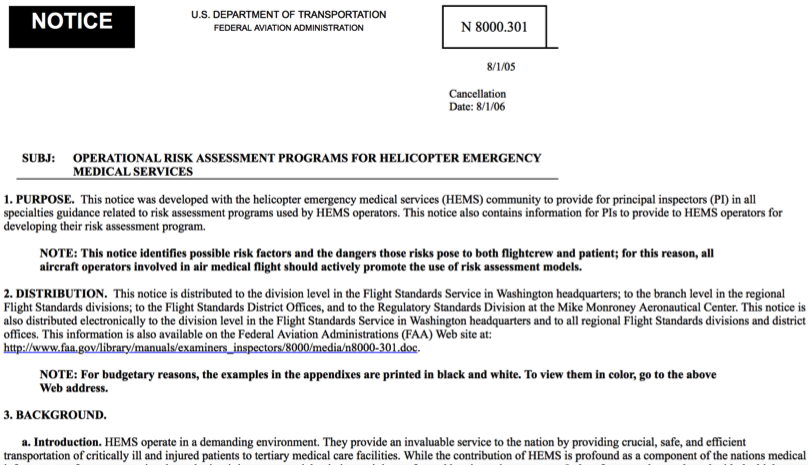 NOTICE
U.S. DEPARTMENT OF TRANSPORTATION
FEDERAL AVIATION ADMINISTRATION
N 8000.301
8/1/05
Cancellation
Date: 8/1/06
SUBJ: OPERATIONAL RISK ASSESSMENT PROGRAMS FOR HELICOPTER EMERGENCY
MEDICAL SERVICES
1. PURPOSE. This notice was developed with the helicopter emergency medical services (HEMS) community to provide for principal inspectors (PI) in all
specialties guidance related to risk assessment programs used by HEMS operators. This notice also contains information for PIs to provide to HEMS operators for
developing their risk assessment program.
NOTE: This notice identifies possible risk factors and the dangers those risks pose to both flightcrew and patient; for this reason, all
aircraft operators involved in air medical flight should actively promote the use of risk assessment models.
2. DISTRIBUTION. This notice is distributed to the division level in the Flight Standards Service in Washington headquarters; to the branch level in the regional
Flight Standards divisions; to the Flight Standards District Offices, and to the Regulatory Standards Division at the Mike Monroney Aeronautical Center. This notice is
also distributed electronically to the division level in the Flight Standards Service in Washington headquarters and to all regional Flight Standards divisions and district
offices. This information is also available on the Federal Aviation Administrations (FAA) Web site at:
http://www.faa.gov/library/manuals/examiners_inspectors/8000/media/n8000-301.doc.
NOTE: For budgetary reasons, the examples in the appendixes are printed in black and white. To view them in color, go to the above
Web address.
3. BACKGROUND.
a. Introduction. HEMS operate in a demanding environment. They provide an invaluable service to the nation by providing crucial, safe, and efficient
transportation of critically ill and injured patients to tertiary medical care facilities. While the contribution of HEMS is profound as a component of the nations medical